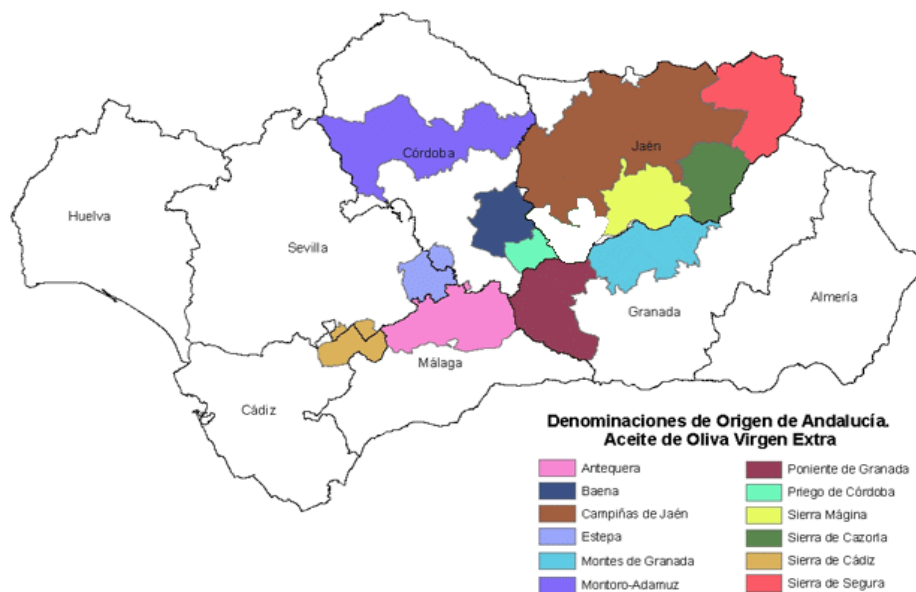 Córdoba
Jaén
Huelva
Sevilla
Almería
Granada
Málaga
Cádiz
Denominaciones de Origen de Andalucía.
Aceite de Oliva Virgen Extra
Antequera
Baena
Campiñas de Jaén
Estepa
Montes de Granada
Montoro-Adamuz
Poniente de Granada
Priego de Córdoba
Sierra Mágina
Sierra de Cazorla
Sierra de Cádiz
Sierra de Segura